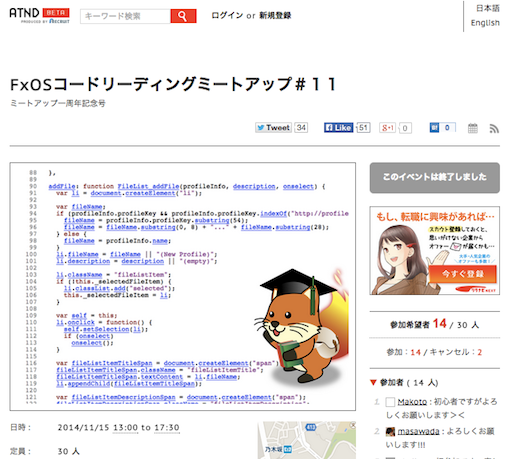 ATND BETA
PRODUCED BY RECRUIT
キーワード検索
ログイン or 新規登録
日本語
English
FxOSコードリーディングミートアップ＃１１
ミートアップ一周年記念号
Tweet 34
Like 51
g+1 0
B! 0
88 },
89
90 addFile: function FileList_addFile(profileInfo, description, onselect) {
91 var li = document.createElement("li");
92
93 var fileName;
94 if (profileInfo.profileKey && profileInfo.profileKey.indexOf("http://profile
95 fileName = profileInfo.profileKey.substring(54);
96 fileName = fileName.substring(0, 8) + "..." + fileName.substring(28);
97 } else {
98 fileName = profileInfo.name;
99 }
100 li.fileName = fileName || "(New Profile)";
101 li.description = description || "(empty)";
102
103 li.className = "fileListItem";
104 if (!this._selectedFileItem) {
105 li.classList.add("selected");
106 this._selectedFileItem = li;
107 }
108
109 var self = this;
110 li.onclick = function() {
111 self.setSelection(li);
112 if (onselect)
113 onselect();
114 }
115
116 var fileListItemTitleSpan = document.createElement("span")
117 fileListItemTitleSpan.className = "fileListItemTitle";
118 fileListItemTitleSpan.textContent = li.fileName;
119 li.appendChild(fileListItemTitleSpan);
120
121 var fileListItemDescriptionSpan = document.createElement("span");
このイベントは終了しました
もし、転職に興味があれば…
スカウト登録しておくと、
思いがけない企業から
オファーが届くかも…
今すぐ登録
参加希望者 14 / 30 人
参加：14 / キャンセル：2
▼ 参加者（ 14 人）
1 Makoto : 初心者ですがよろしくお願いします＞＜
2 masawada : よろしくお願いします!!!
日時： 2014/11/15 13:00 to 17:30
定員： 30 人
乃木坂